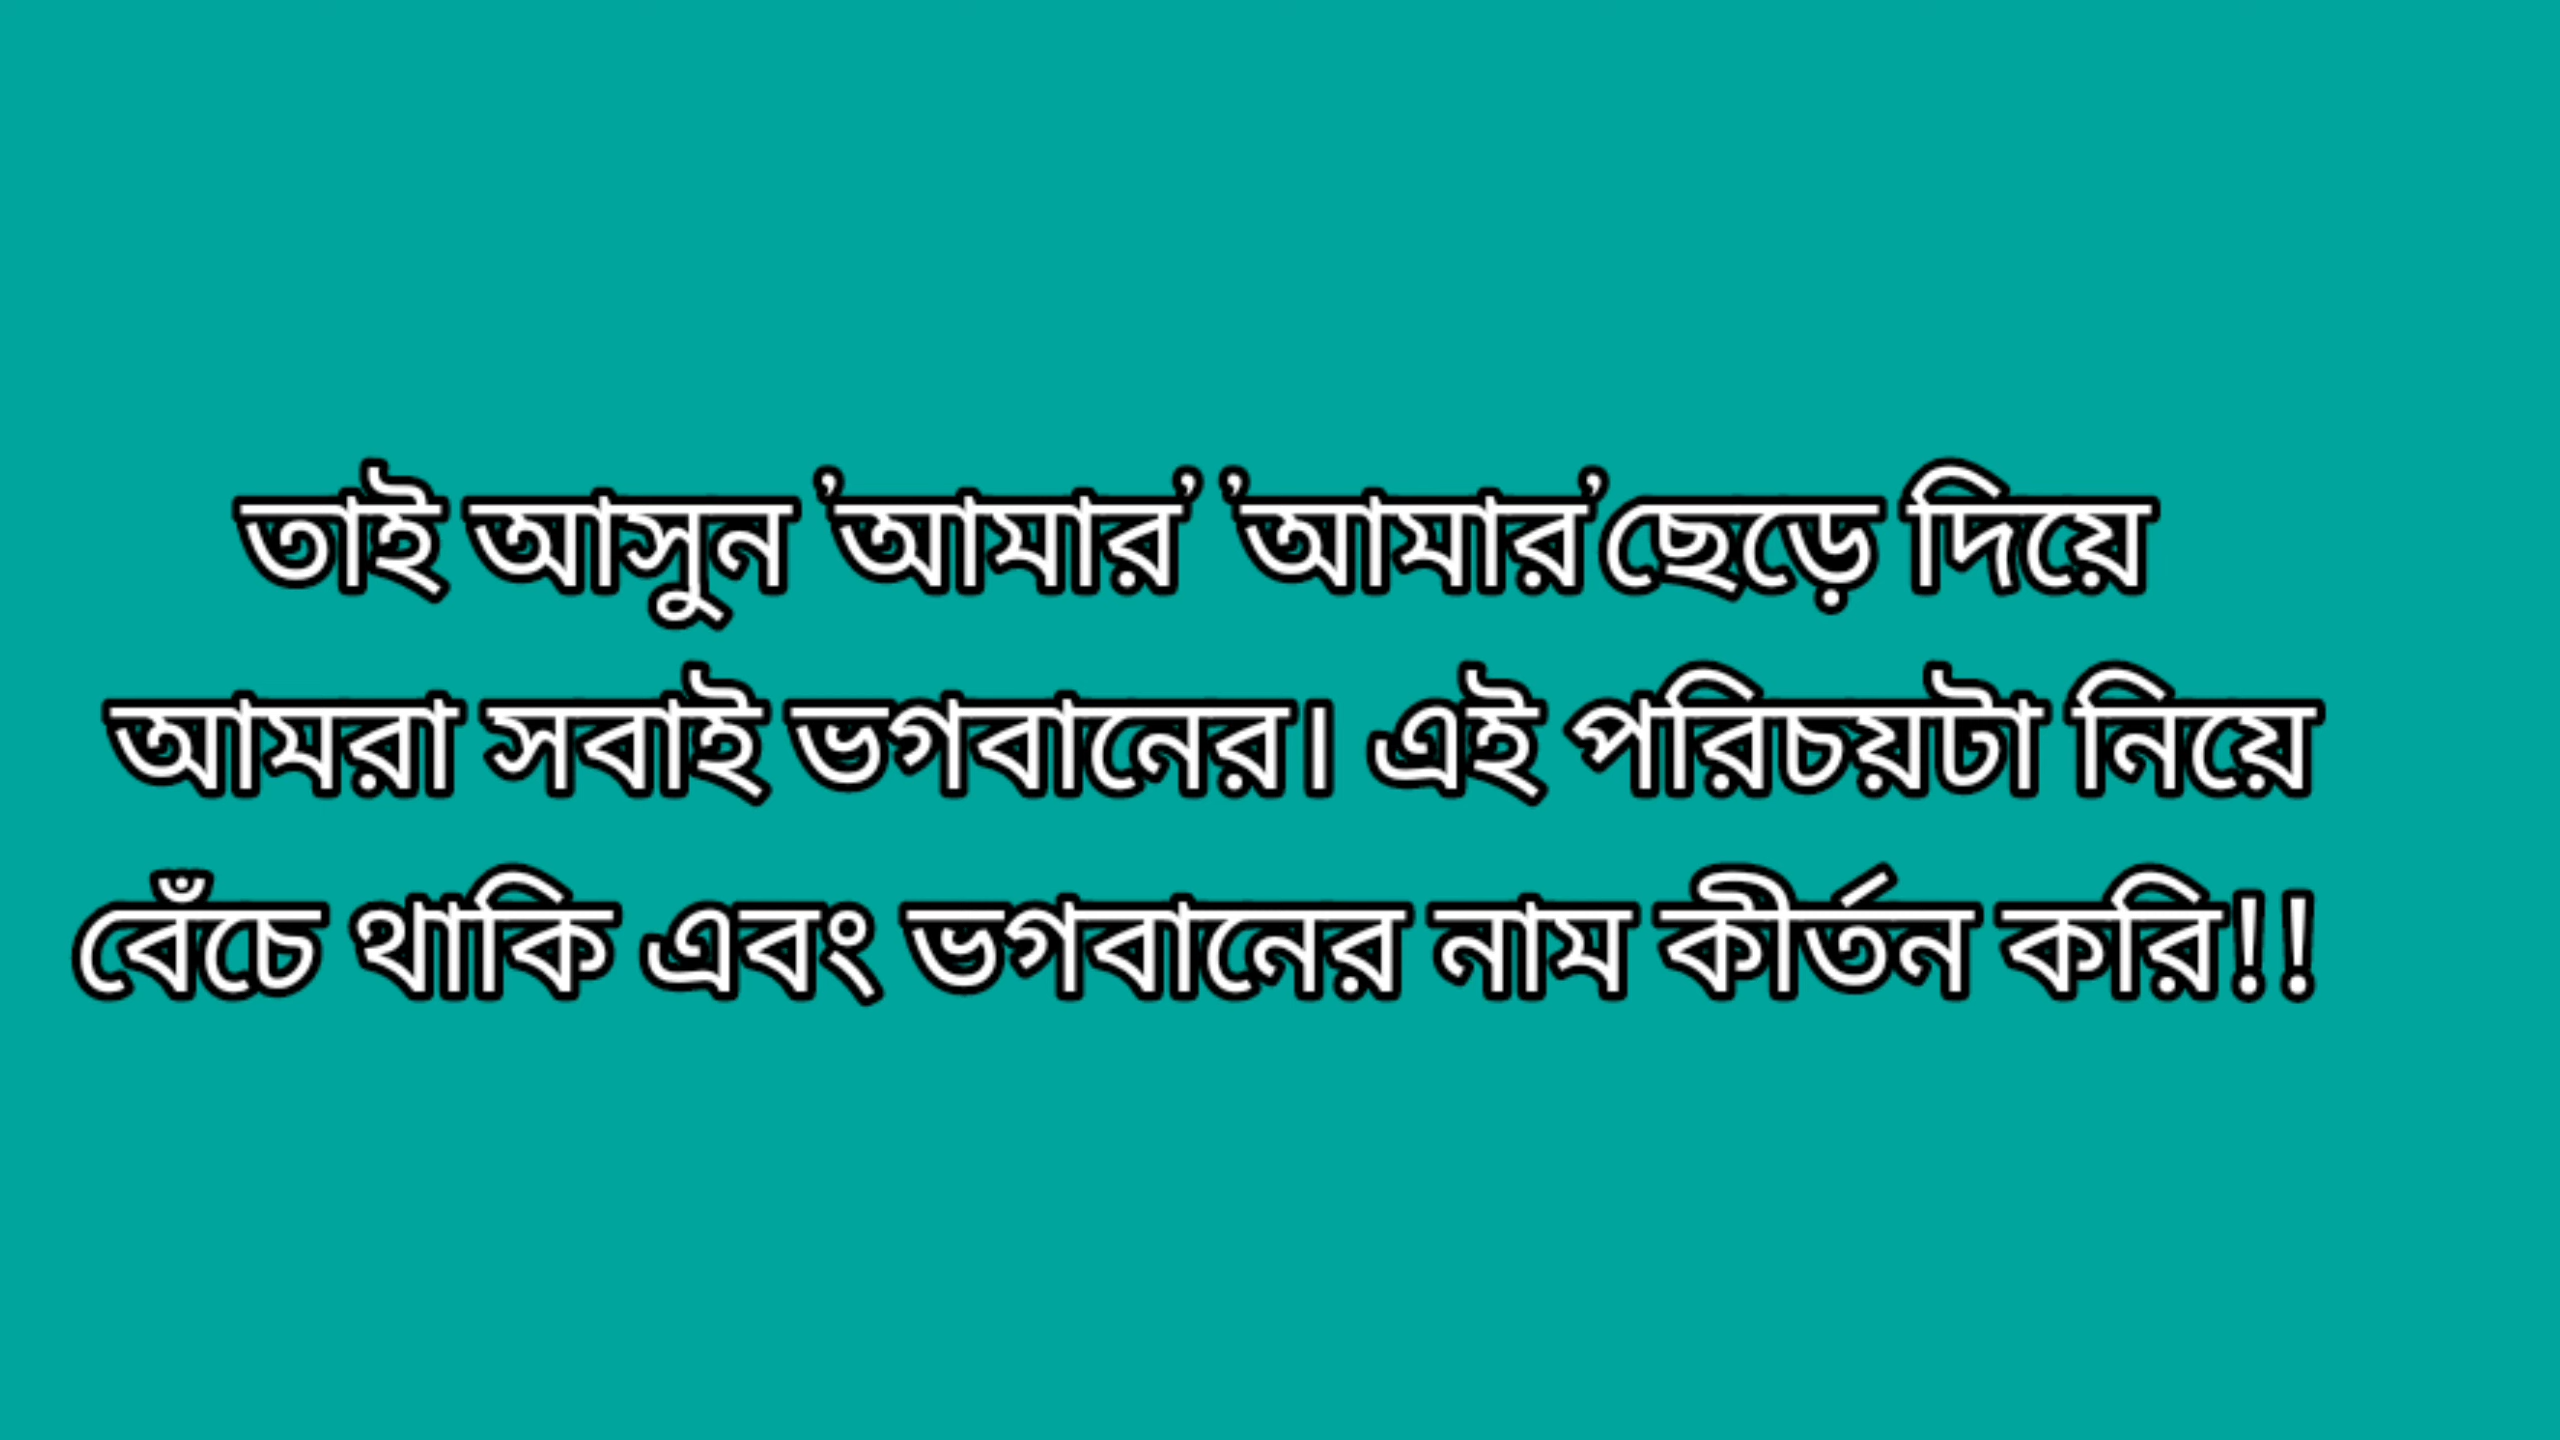 তাই আসুন 'আমার' 'আমার'ছেড়ে দিয়ে
আমরা সবাই ভগবানের। এই পরিচয়টা নিয়ে
বেঁচে থাকি এবং ভগবানের নাম কীর্তন করি!!